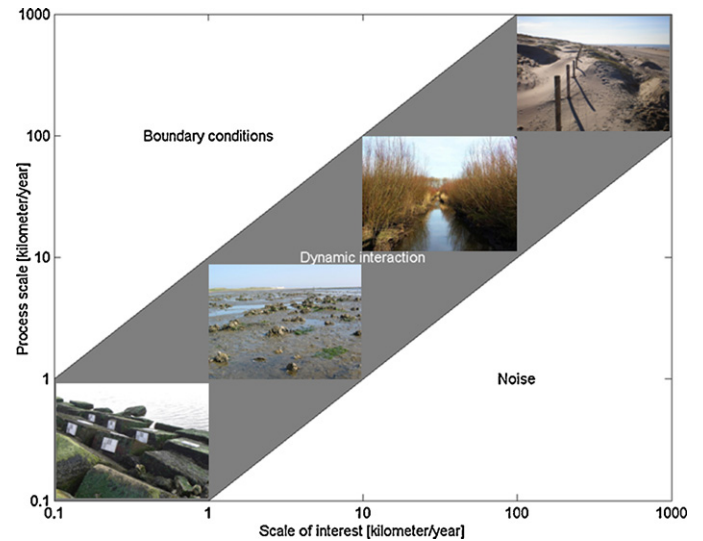 1000
100
10
1
0.1
Process scale [kilometer/year]
Boundary conditions
Dynamic interaction
Noise
0.1
1
10
100
1000
Scale of interest [kilometer/year]